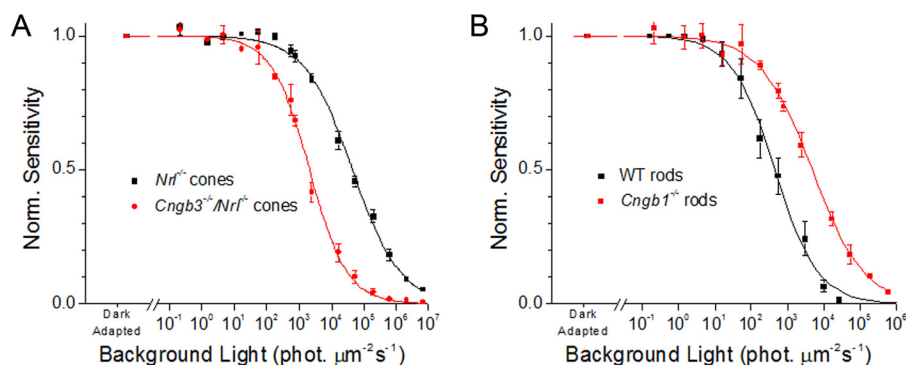 A
1.0
0.5
0.0
Norm. Sensitivity
Nrl-/- cones
Cngb3-/-/Nrl-/- cones
Dark
Adapted
10-1 100 101 102 103 104 105 106 107
Background Light (phot. μm-2s-1)
B
1.0
0.5
0.0
Norm. Sensitivity
WT rods
Cngb1-/- rods
Dark
Adapted
10-1 100 101 102 103 104 105 106
Background Light (phot. μm-2s-1)